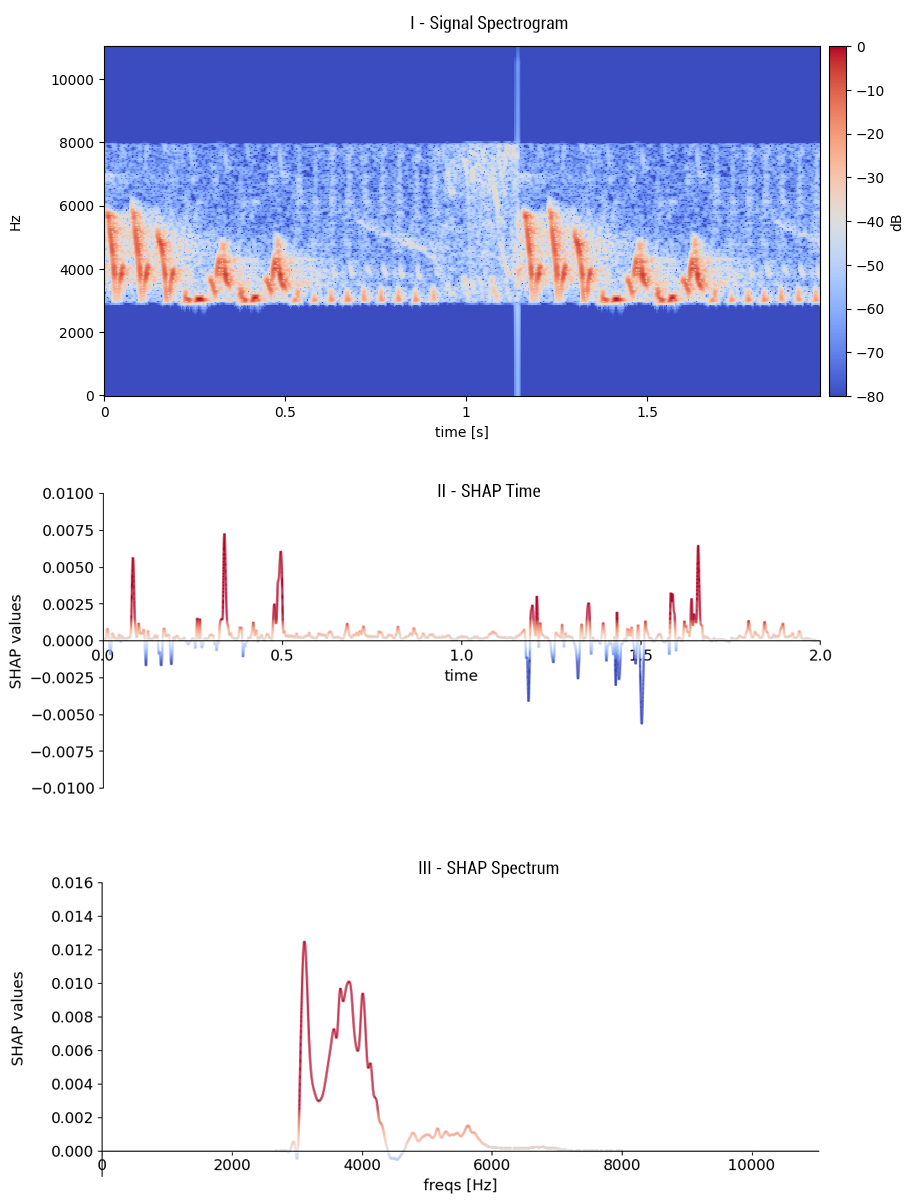 I - Signal Spectrogram
10000
8000
6000
4000
2000
0
Hz
0 0.5 1 1.5
time [s]
0
−10
−20
−30
−40
−50
−60
−70
−80
dB
II - SHAP Time
0.0100
0.0075
0.0050
0.0025
0.0000
−0.0025
−0.0050
−0.0075
−0.0100
SHAP values
0.0 0.5 1.0 1.5 2.0
time
III - SHAP Spectrum
0.016
0.014
0.012
0.010
0.008
0.006
0.004
0.002
0.000
SHAP values
0 2000 4000 6000 8000 10000
freqs [Hz]